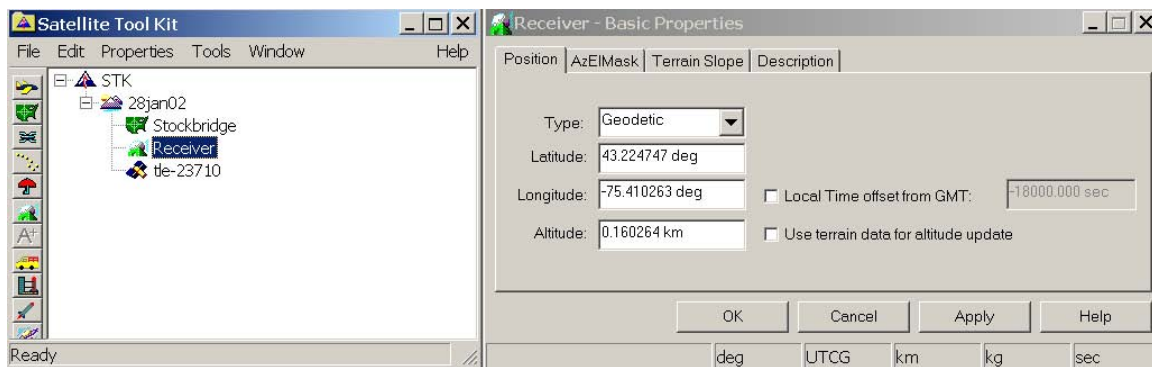 Satellite Tool Kit
File Edit Properties Tools Window Help
STK
28jan02
Stockbridge
Receiver
tle-23710
Ready
Receiver - Basic Properties
Position AzElMask Terrain Slope Description
Type: Geodetic
Latitude: 43.224747 deg
Longitude: -75.410263 deg Local Time offset from GMT: -18000.000 sec
Altitude: 0.160264 km Use terrain data for altitude update
OK Cancel Apply Help
deg UTCG km kg sec